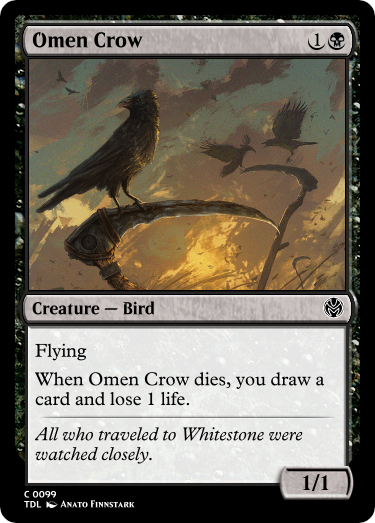 Omen Crow 1
Creature — Bird
Flying
When Omen Crow dies, you draw a
card and lose 1 life.
All who traveled to Whitestone were
watched closely.
1/1
C 0099
TDL Anato Finnstark